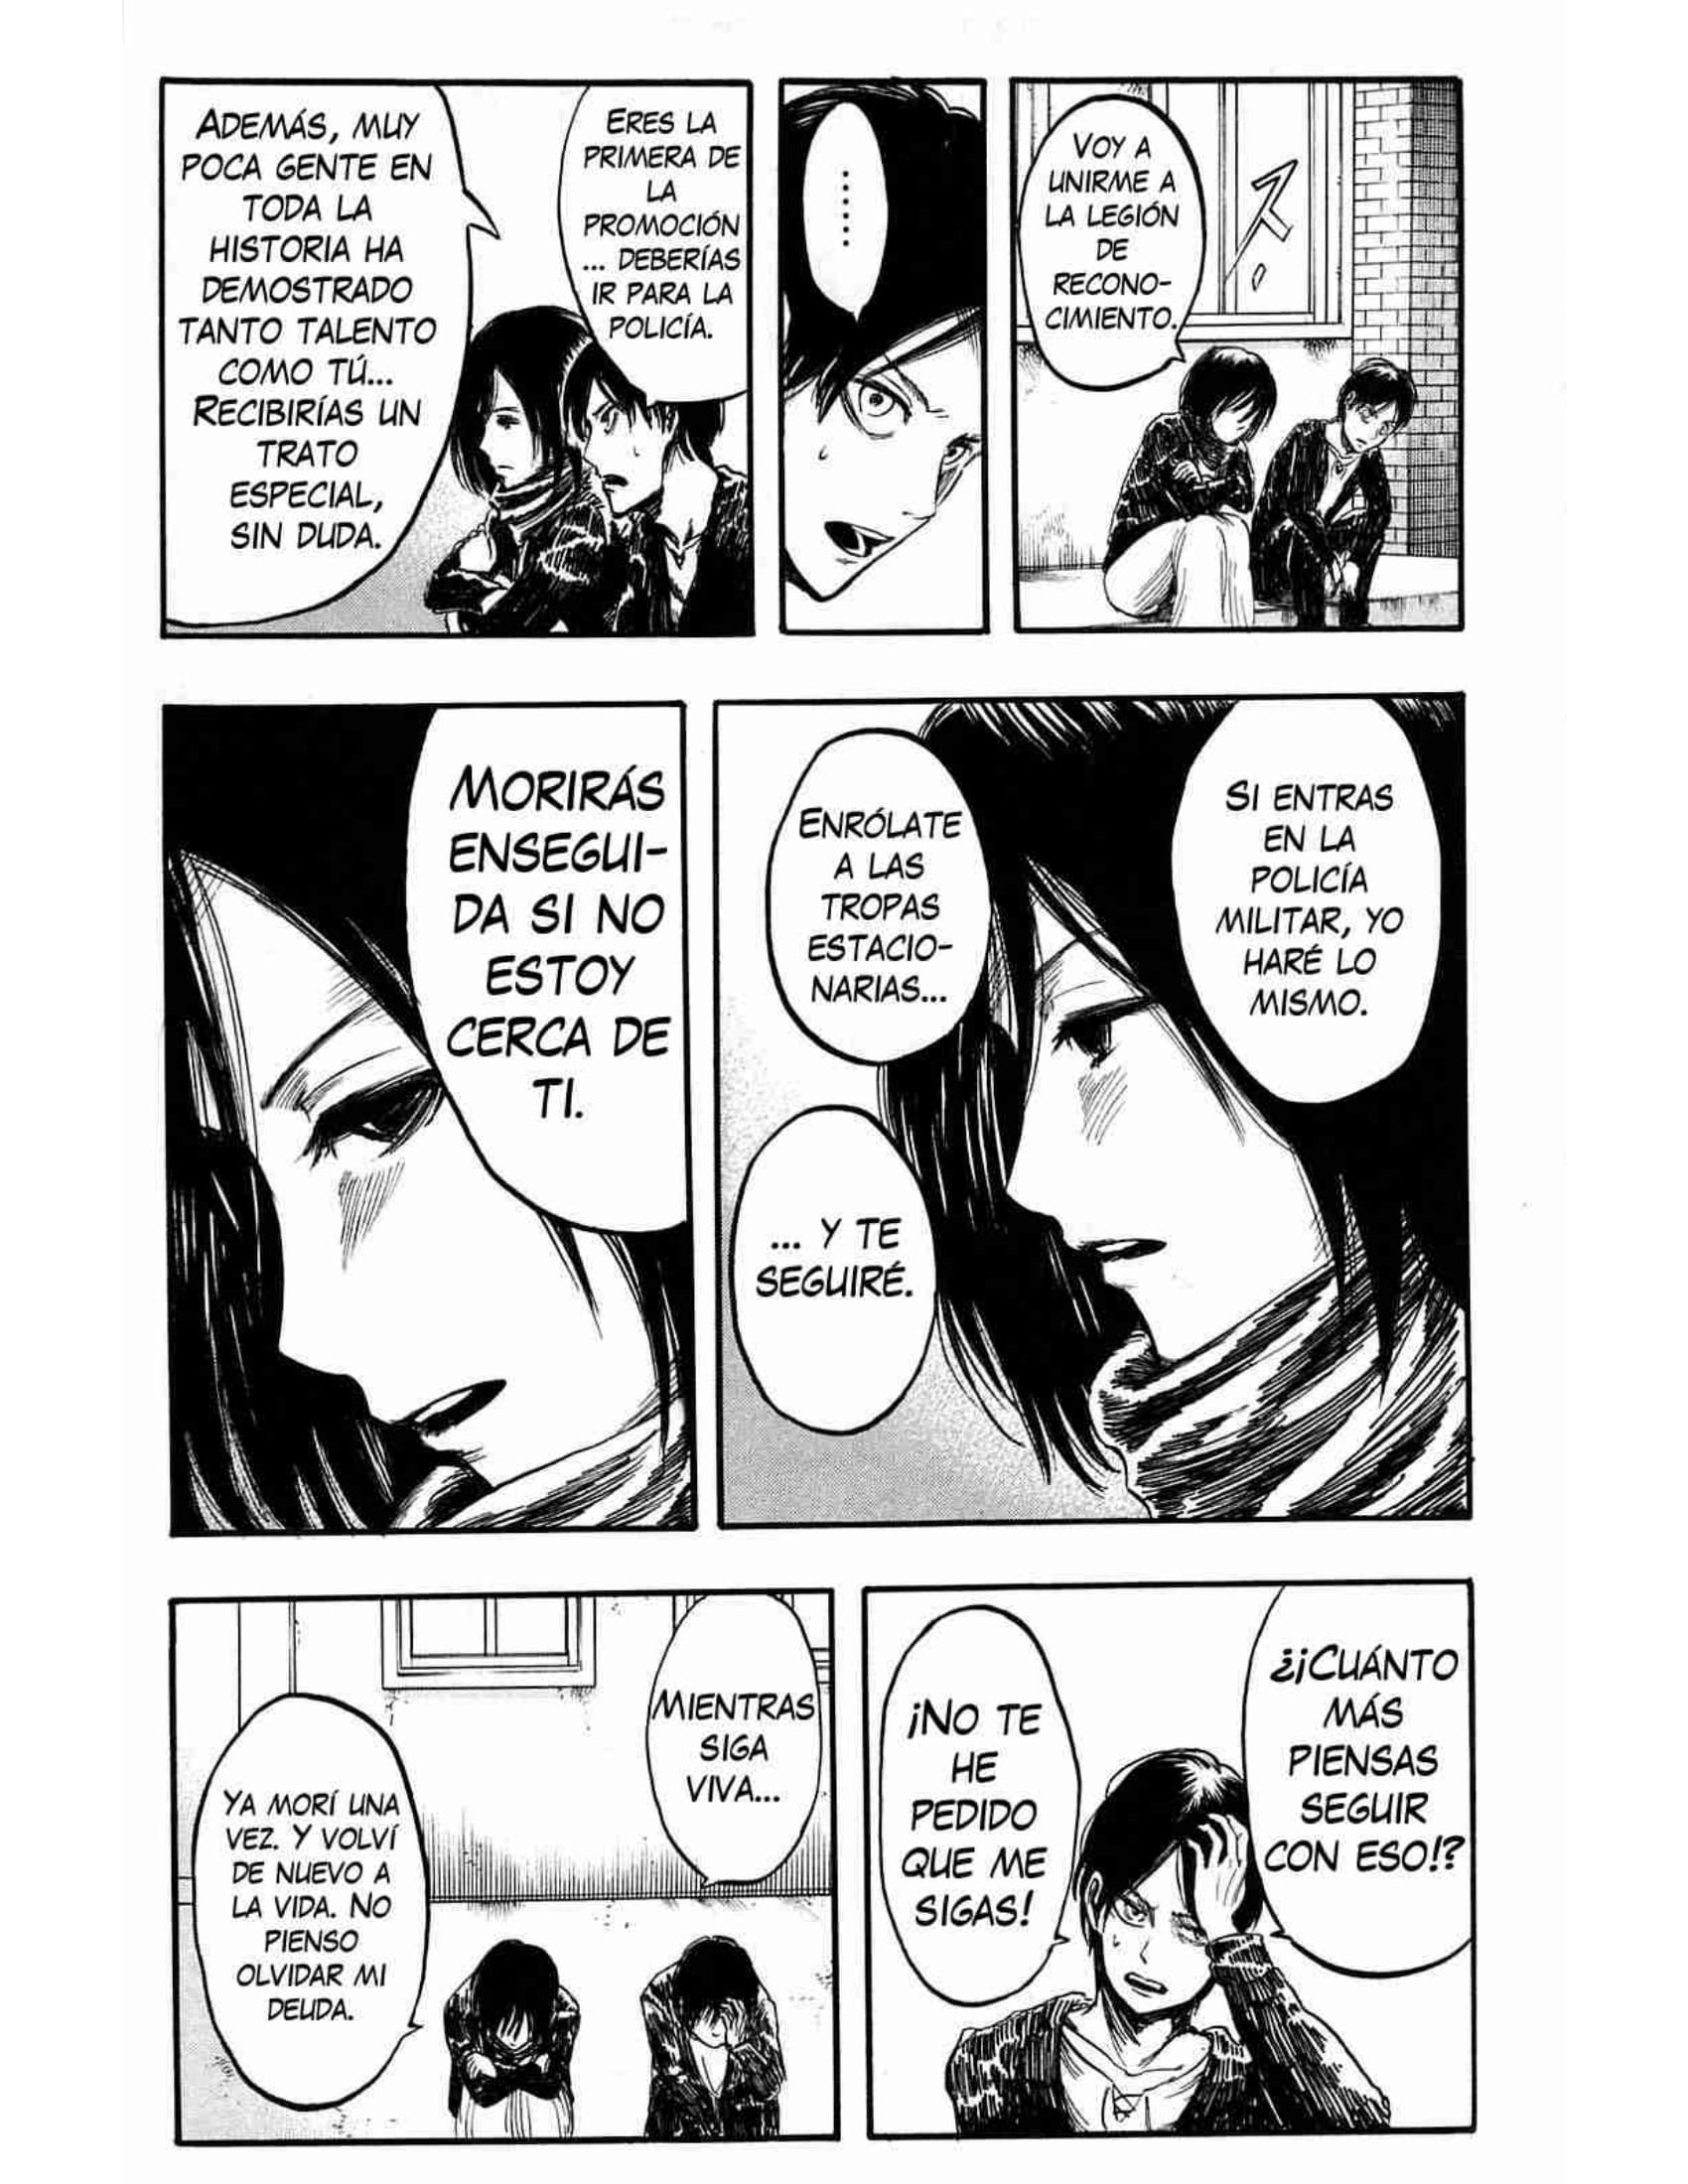 VOY A
UNIRME A
LA LEGIÓN
DE
RECONO-
CIMIENTO.
ス
......
ERES LA
PRIMERA DE
LA
PROMOCIÓN
... DEBERÍAS
IR PARA LA
POLICÍA.
ADEMÁS, MUY
POCA GENTE EN
TODA LA
HISTORIA HA
DEMOSTRADO
TANTO TALENTO
COMO TÚ...
RECIBIRÍAS UN
TRATO
ESPECIAL,
SIN DUDA.
SI ENTRAS
EN LA
POLICÍA
MILITAR, YO
HARÉ LO
MISMO.
ENRÓLATE
A LAS
TROPAS
ESTACIO-
NARIAS...
... Y TE
SEGUIRÉ.
MORIRÁS
ENSEGUI-
DA SI NO
ESTOY
CERCA DE
TI.
¿¡CUÁNTO
MÁS
PIENSAS
SEGUIR
CON ESO!?
¡NO TE
HE
PEDIDO
QUE ME
SIGAS!
MIENTRAS
SIGA
VIVA...
YA MORÍ UNA
VEZ. Y VOLVÍ
DE NUEVO A
LA VIDA. NO
PIENSO
OLVIDAR MI
DEUDA.